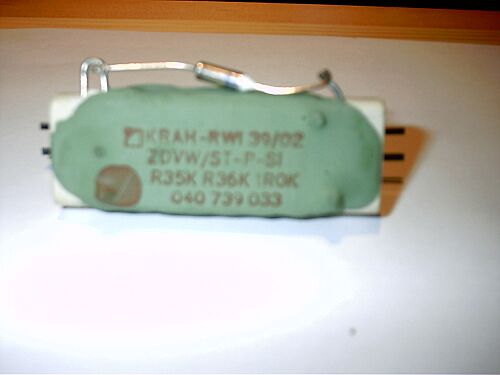 KRAH-RWI 39/02
ZDVW/ST-P-SI
R35K R36K 1R0K
040 739 033